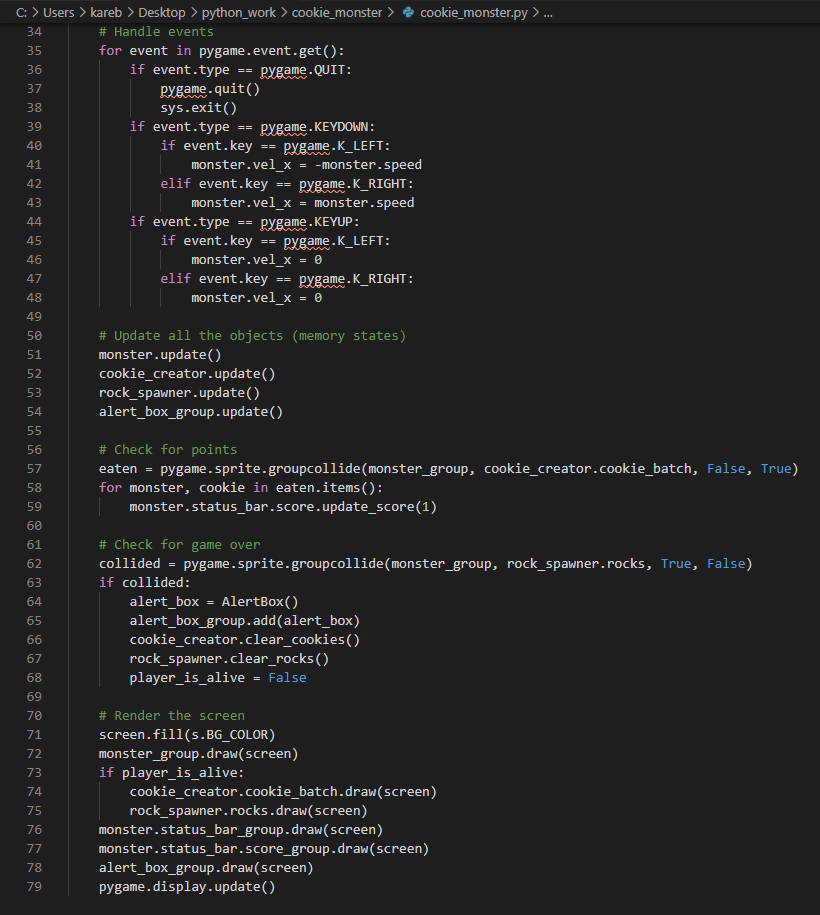 C: > Users > kareb > Desktop > python_work > cookie_monster > cookie_monster.py > ...
34 # Handle events
35 for event in pygame.event.get():
36 if event.type == pygame.QUIT:
37 pygame.quit()
38 sys.exit()
39 if event.type == pygame.KEYDOWN:
40 if event.key == pygame.K_LEFT:
41 monster.vel_x = -monster.speed
42 elif event.key == pygame.K_RIGHT:
43 monster.vel_x = monster.speed
44 if event.type == pygame.KEYUP:
45 if event.key == pygame.K_LEFT:
46 monster.vel_x = 0
47 elif event.key == pygame.K_RIGHT:
48 monster.vel_x = 0
49
50 # Update all the objects (memory states)
51 monster.update()
52 cookie_creator.update()
53 rock_spawner.update()
54 alert_box_group.update()
55
56 # Check for points
57 eaten = pygame.sprite.groupcollide(monster_group, cookie_creator.cookie_batch, False, True)
58 for monster, cookie in eaten.items():
59 monster.status_bar.score.update_score(1)
60
61 # Check for game over
62 collided = pygame.sprite.groupcollide(monster_group, rock_spawner.rocks, True, False)
63 if collided:
64 alert_box = AlertBox()
65 alert_box_group.add(alert_box)
66 cookie_creator.clear_cookies()
67 rock_spawner.clear_rocks()
68 player_is_alive = False
69
70 # Render the screen
71 screen.fill(s.BG_COLOR)
72 monster_group.draw(screen)
73 if player_is_alive:
74 cookie_creator.cookie_batch.draw(screen)
75 rock_spawner.rocks.draw(screen)
76 monster.status_bar_group.draw(screen)
77 monster.status_bar.score_group.draw(screen)
78 alert_box_group.draw(screen)
79 pygame.display.update()